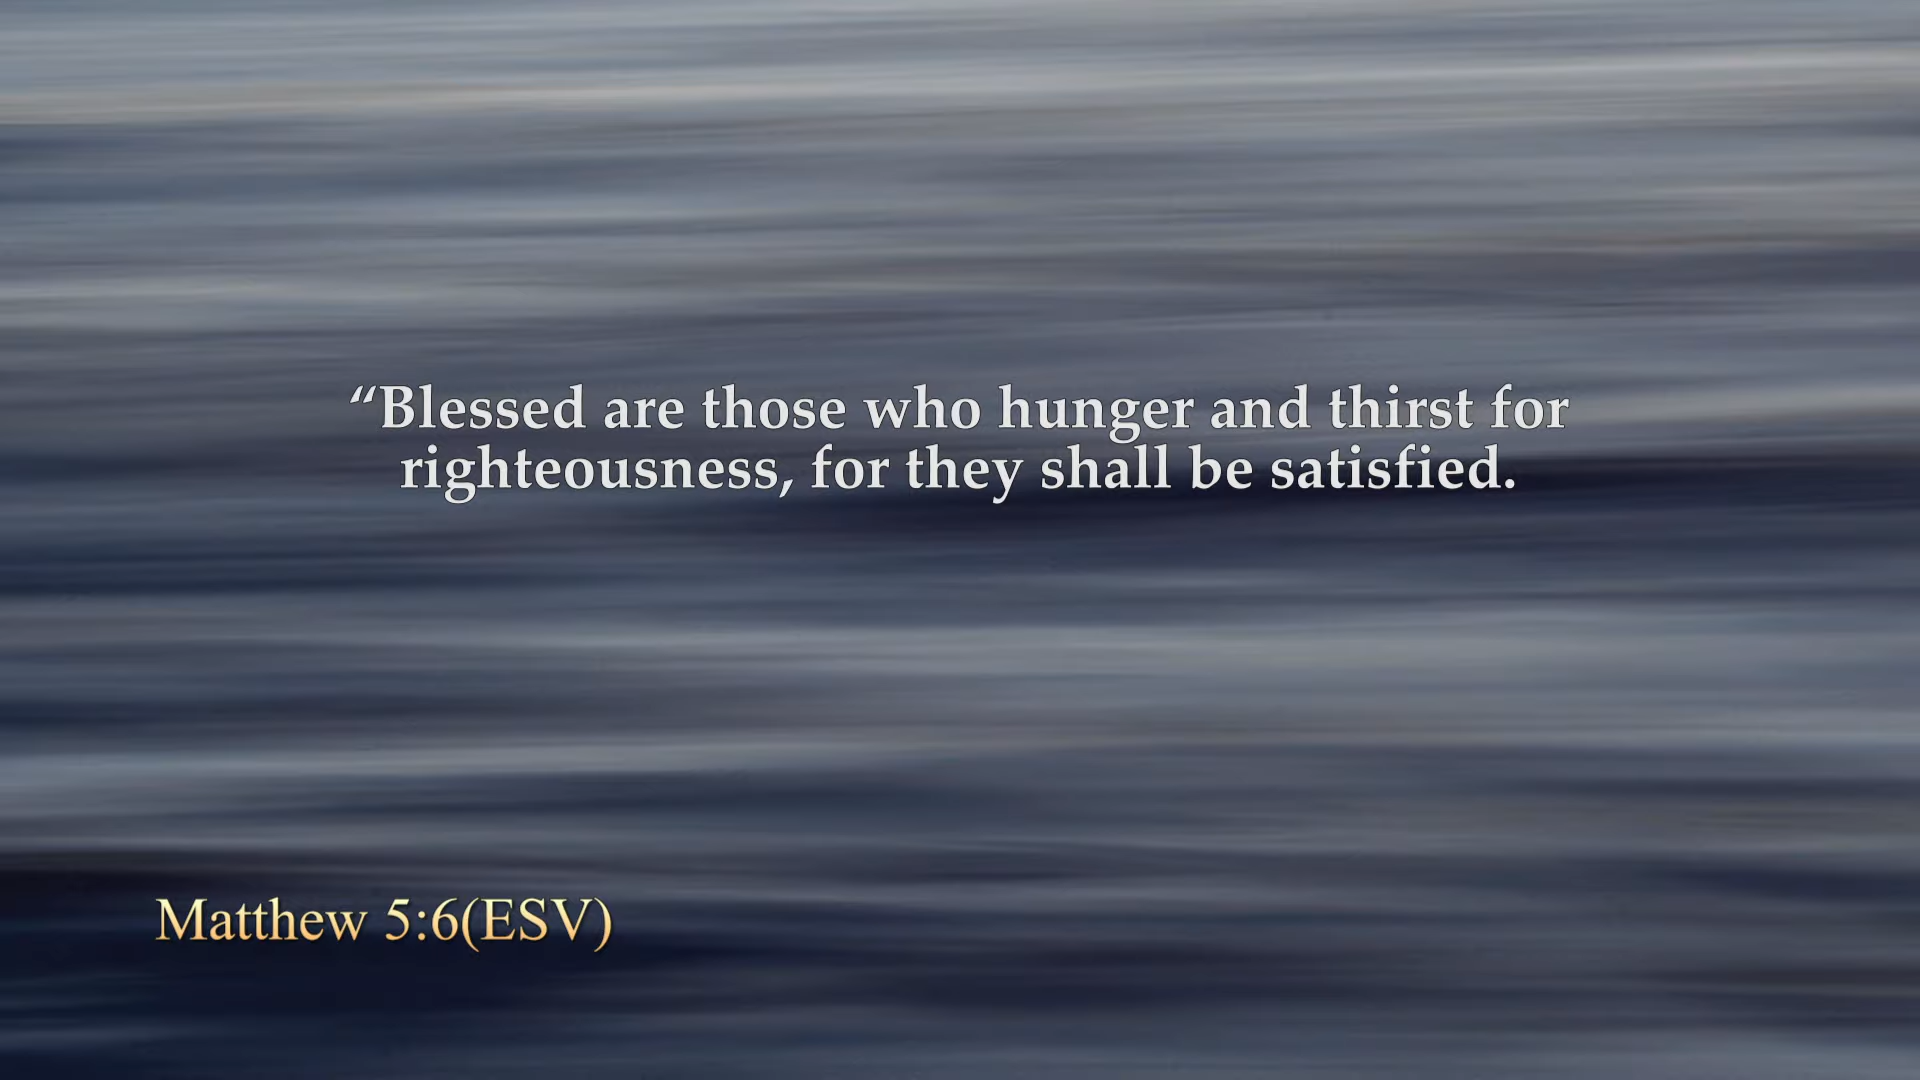 “Blessed are those who hunger and thirst for
righteousness, for they shall be satisfied.
Matthew 5:6(ESV)